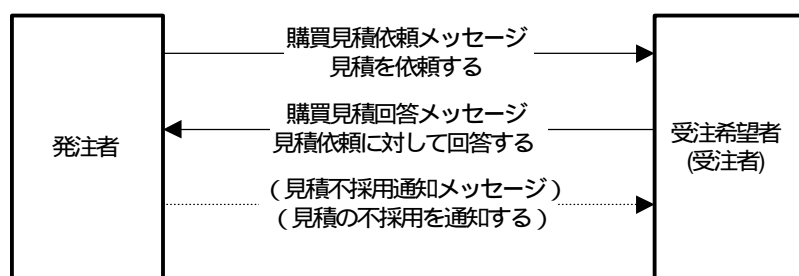 購買見積依頼メッセージ
見積を依頼する
発注者
購買見積回答メッセージ
見積依頼に対して回答する
受注希望者
(受注者)
（見積不採用通知メッセージ）
（見積の不採用を通知する）